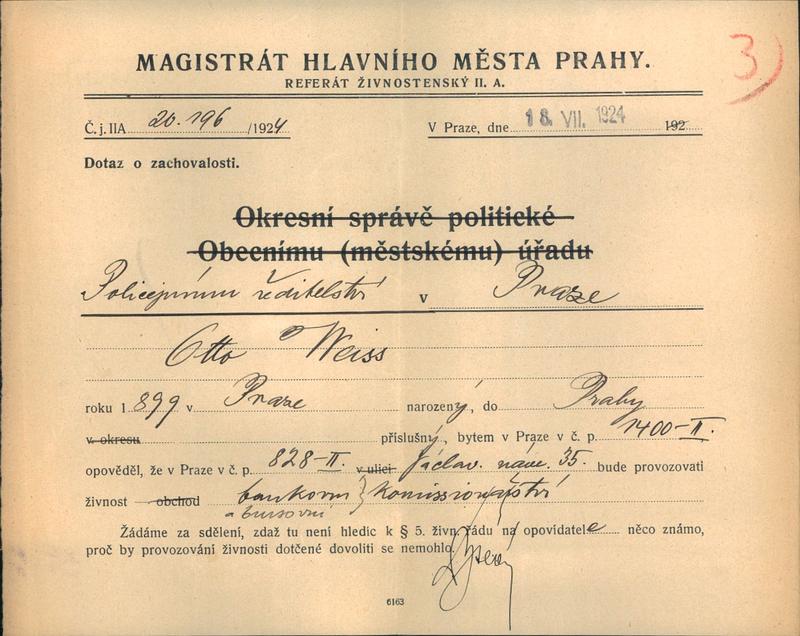 3)
MAGISTRÁT HLAVNÍHO MĚSTA PRAHY.
REFERÁT ŽIVNOSTENSKÝ II. A.
Č. j. IIA 20.196 /1924 V Praze, dne 18. VII. 1924 192
Dotaz o zachovalosti.
Okresní správě politické
Obecnímu (městskému) úřadu
Policejnímu ředitelství v Praze
Otto Weiss
roku 1899 v Praze narozený, do Prahy
v okresu příslušný, bytem v Praze v č. p. 1400-II.
opověděl, že v Praze v č. p. 828-II. v ulici Václav. nám. 35. bude provozovati
živnost obchod bankovní } komissionářství
a bursovní
Žádáme za sdělení, zdaž tu není hledíc k § 5. živn. řádu na opovidatele něco známo,
proč by provozování živnosti dotčené dovoliti se nemohlo.
6163